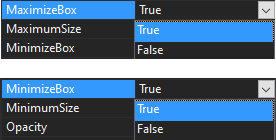 MaximizeBox True
MaximumSize True
MinimizeBox False
MinimizeBox True
MinimumSize True
Opacity False